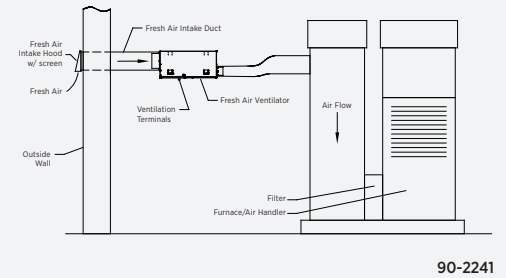 Fresh Air Intake Duct
Fresh Air
Intake Hood
w/ screen
Fresh Air
Ventilation
Terminals
Fresh Air Ventilator
Air Flow
Outside
Wall
Filter
Furnace/Air Handler
90-2241